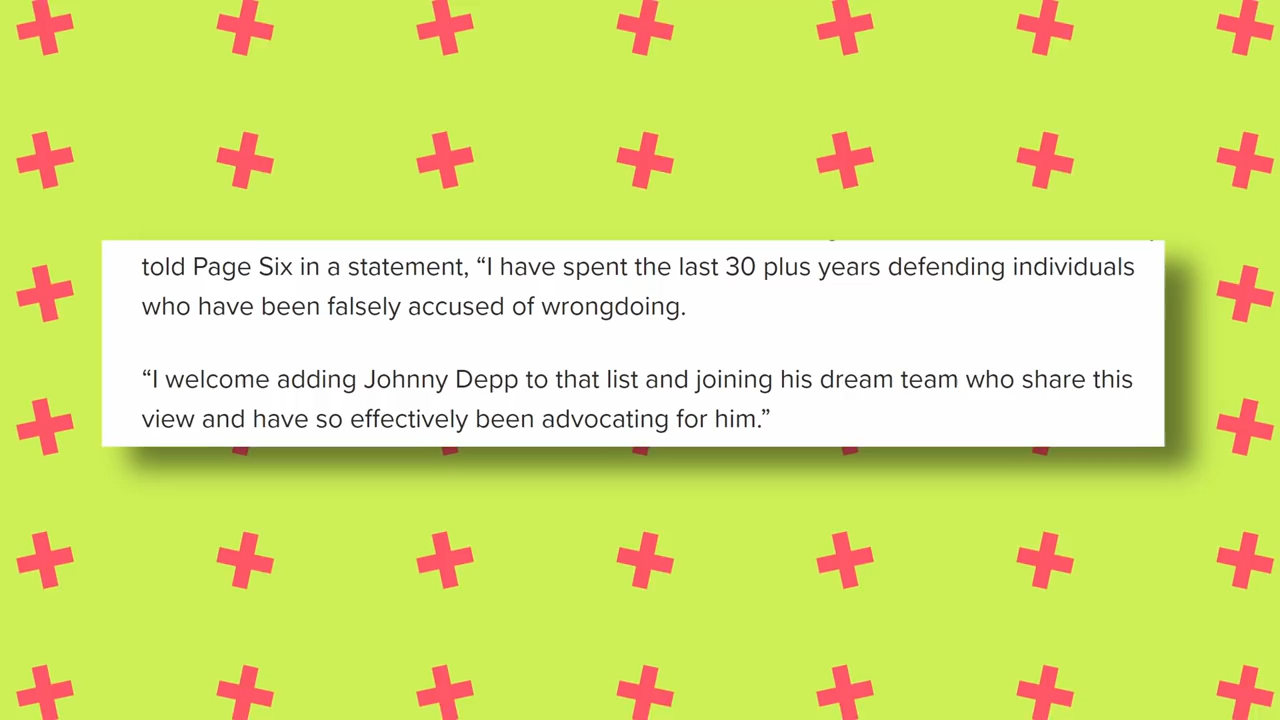 told Page Six in a statement, “I have spent the last 30 plus years defending individuals
who have been falsely accused of wrongdoing.
“I welcome adding Johnny Depp to that list and joining his dream team who share this
view and have so effectively been advocating for him.”